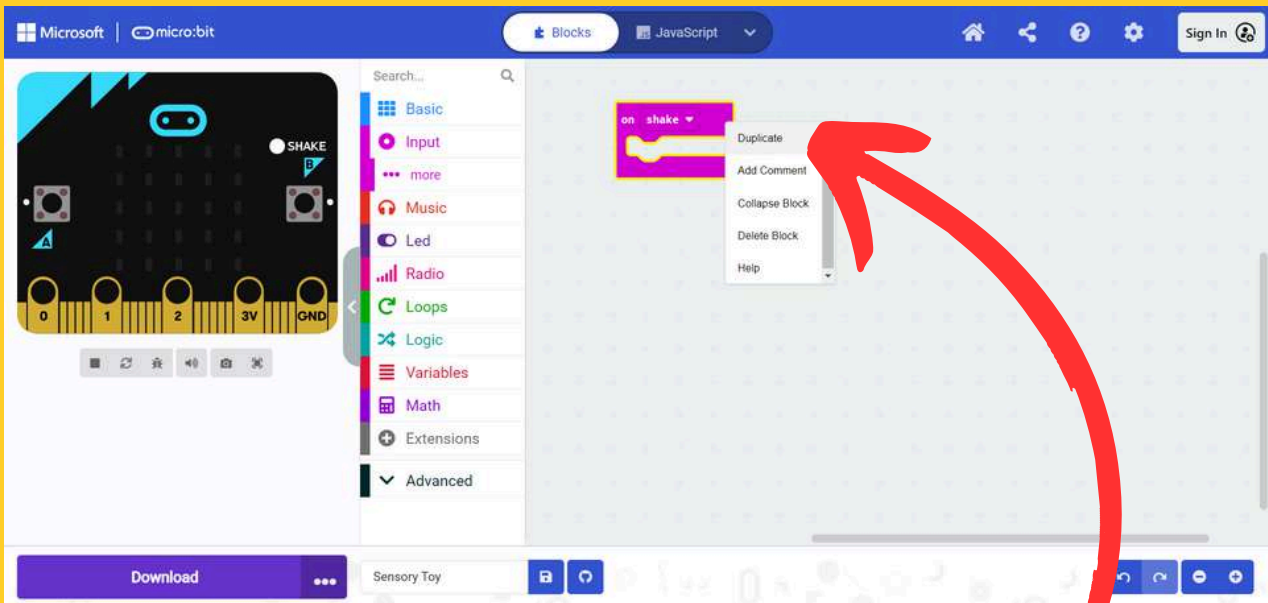 Microsoft
micro:bit
Blocks
JavaScript
Sign In
Search...
Basic
Input
more
Music
Led
Radio
Loops
Logic
Variables
Math
Extensions
Advanced
SHAKE
B
A
0
1
2
3V
GND
on shake
Duplicate
Add Comment
Collapse Block
Delete Block
Help
Download
Sensory Toy